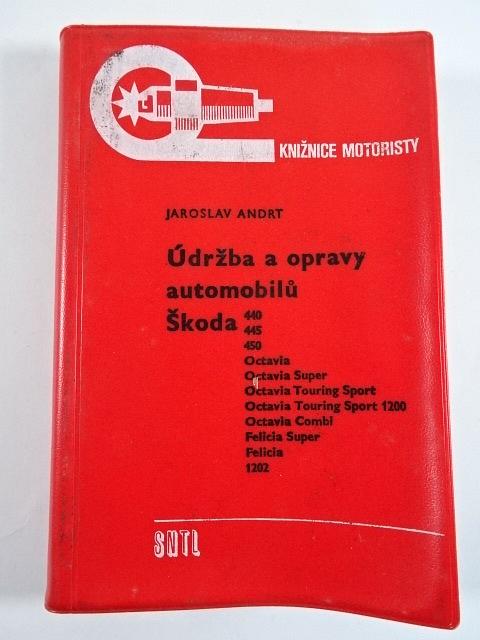 KNIŽNICE MOTORISTY
JAROSLAV ANDRT
Údržba a opravy
automobilů
Škoda 440
445
450
Octavia
Octavia Super
Octavia Touring Sport
Octavia Touring Sport 1200
Octavia Combi
Felicia Super
Felicia
1202
SNTL